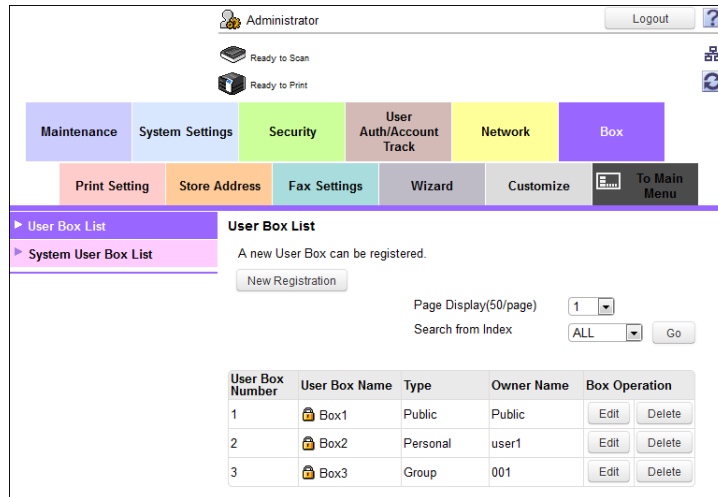 Administrator
Logout
?
Ready to Scan
Ready to Print
Maintenance
System Settings
Security
User
Auth/Account
Track
Network
Box
Print Setting
Store Address
Fax Settings
Wizard
Customize
To Main
Menu
User Box List
System User Box List
User Box List
A new User Box can be registered.
New Registration
Page Display(50/page) 1
Search from Index ALL Go
User Box
Number User Box Name Type Owner Name Box Operation
1 Box1 Public Public Edit Delete
2 Box2 Personal user1 Edit Delete
3 Box3 Group 001 Edit Delete